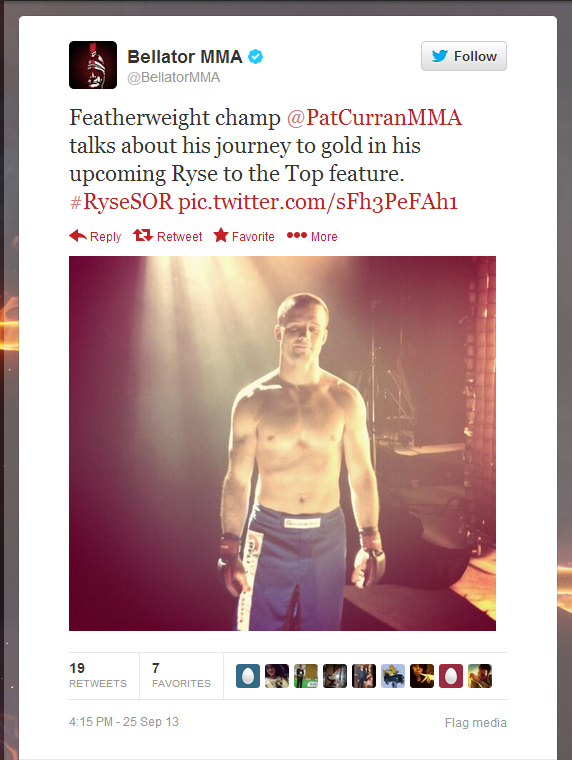 Bellator MMA
@BellatorMMA
Follow
Featherweight champ @PatCurranMMA
talks about his journey to gold in his
upcoming Ryse to the Top feature.
#RyseSOR pic.twitter.com/sFh3PeFAh1
Reply Retweet Favorite More
19 7
RETWEETS FAVORITES
4:15 PM - 25 Sep 13 Flag media